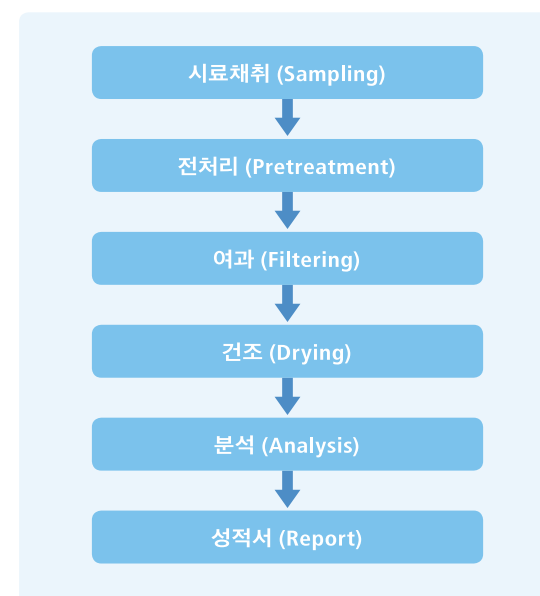 시료채취 (Sampling)
전처리 (Pretreatment)
여과 (Filtering)
건조 (Drying)
분석 (Analysis)
성적서 (Report)